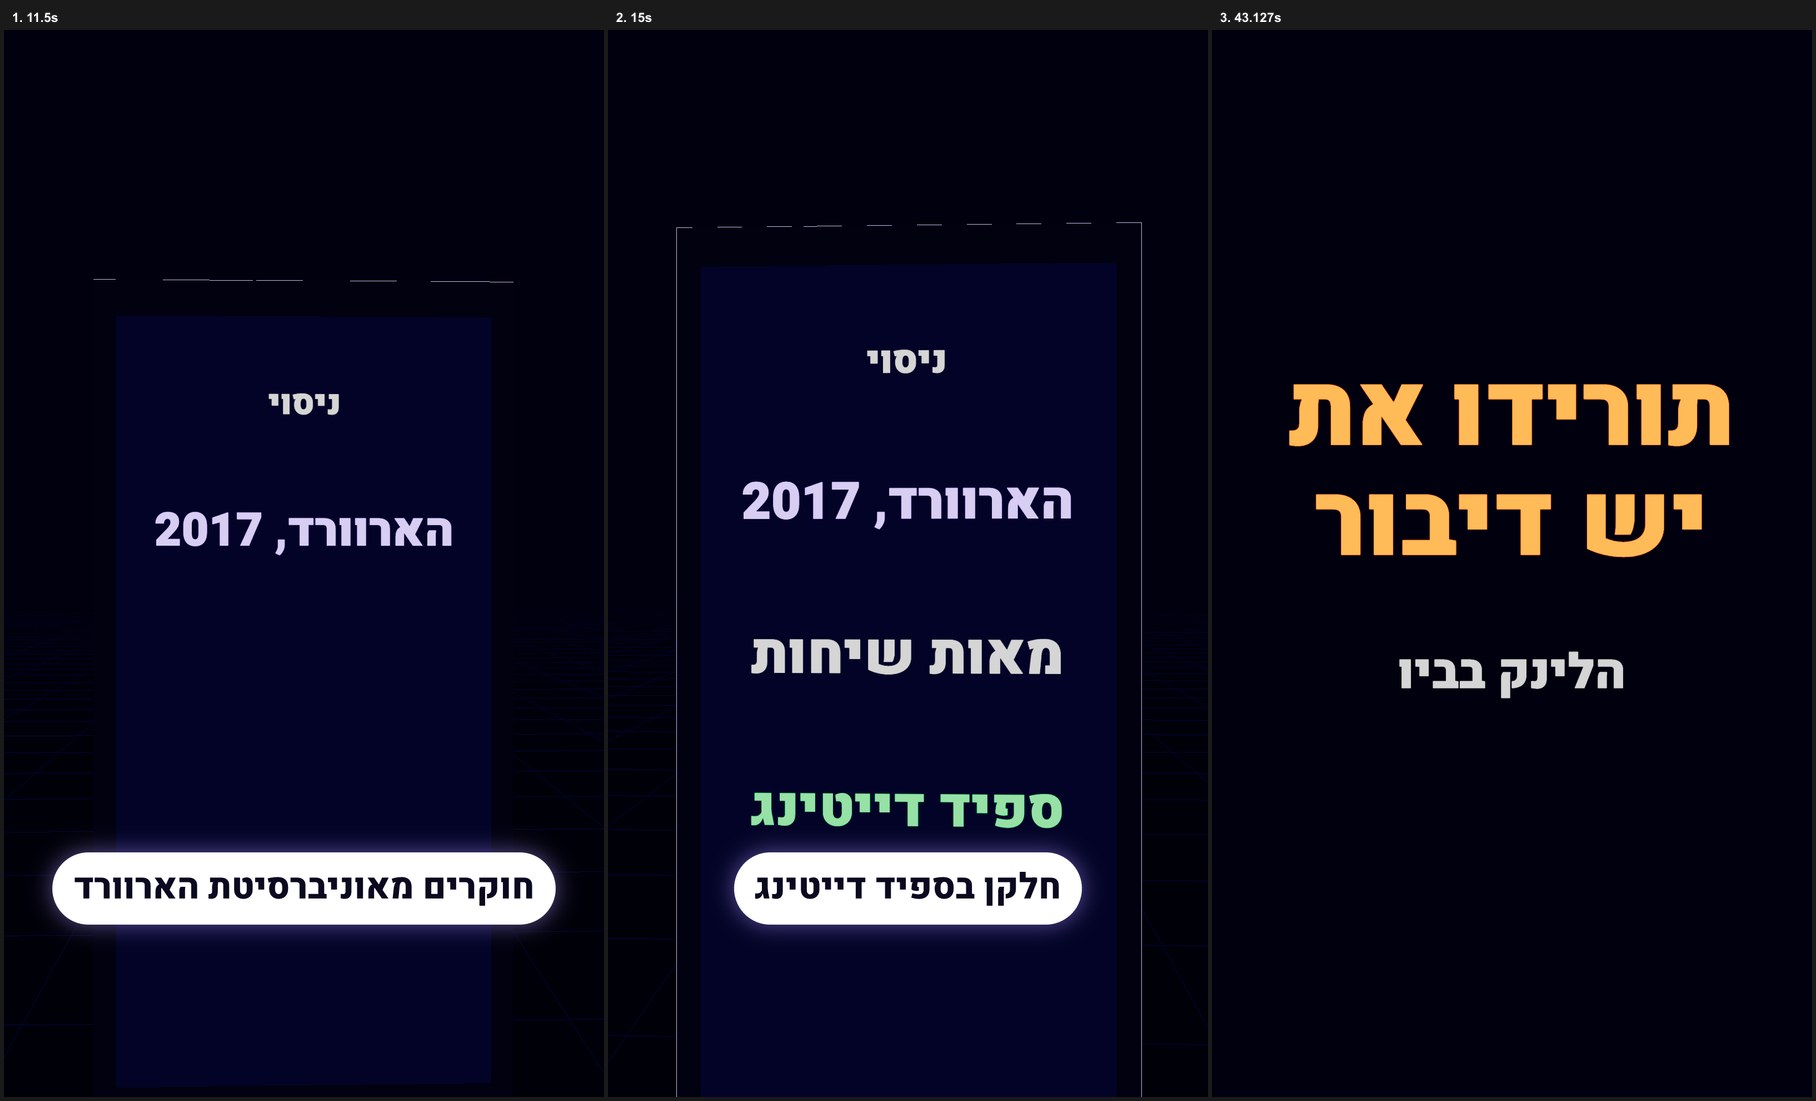 1. 11.5s
ניסוי
הארוורד, 2017
חוקרים מאוניברסיטת הארוורד
2. 15s
ניסוי
הארוורד, 2017
מאות שיחות
ספיד דייטינג
חלקן בספיד דייטינג
3. 43.127s
תורידו את
יש דיבור
הלינק בביו